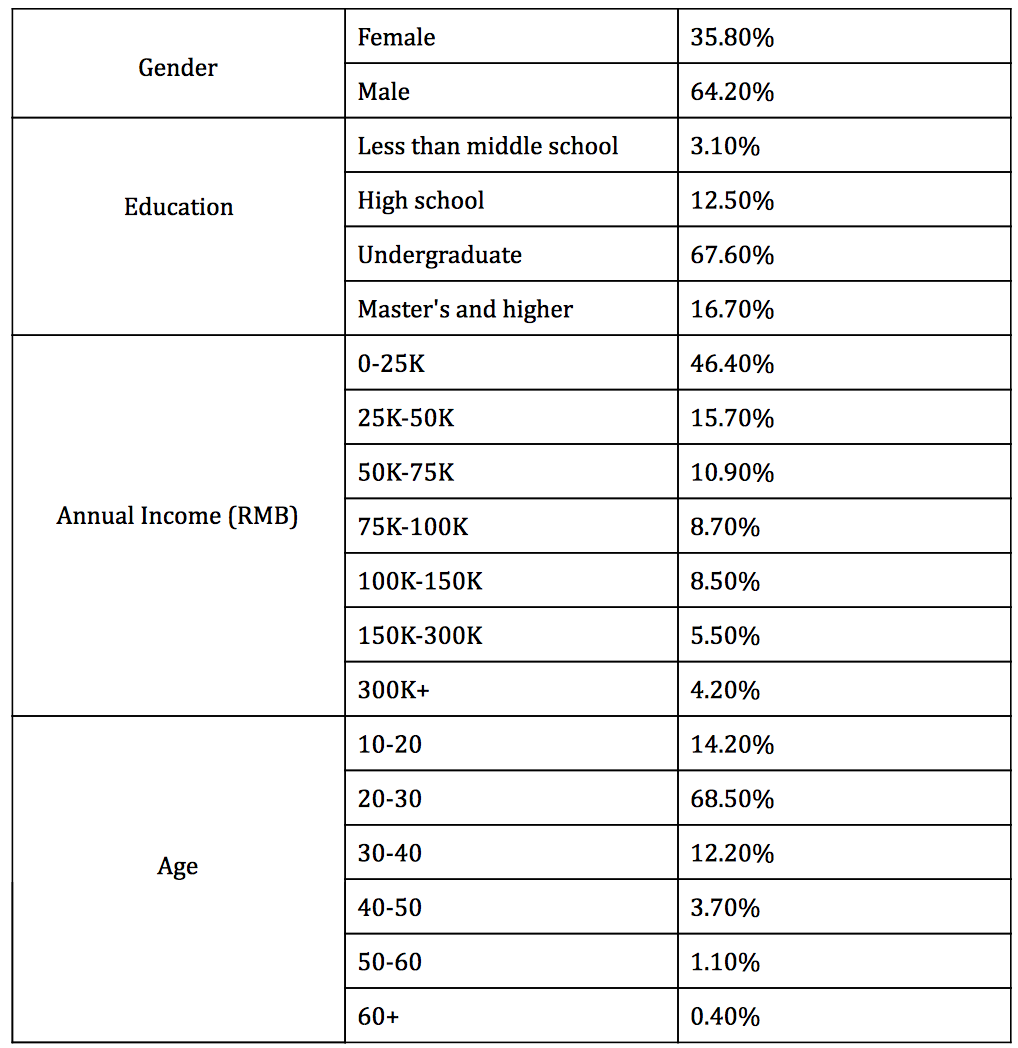 Gender
Female 35.80%
Male 64.20%
Education
Less than middle school 3.10%
High school 12.50%
Undergraduate 67.60%
Master's and higher 16.70%
Annual Income (RMB)
0-25K 46.40%
25K-50K 15.70%
50K-75K 10.90%
75K-100K 8.70%
100K-150K 8.50%
150K-300K 5.50%
300K+ 4.20%
Age
10-20 14.20%
20-30 68.50%
30-40 12.20%
40-50 3.70%
50-60 1.10%
60+ 0.40%